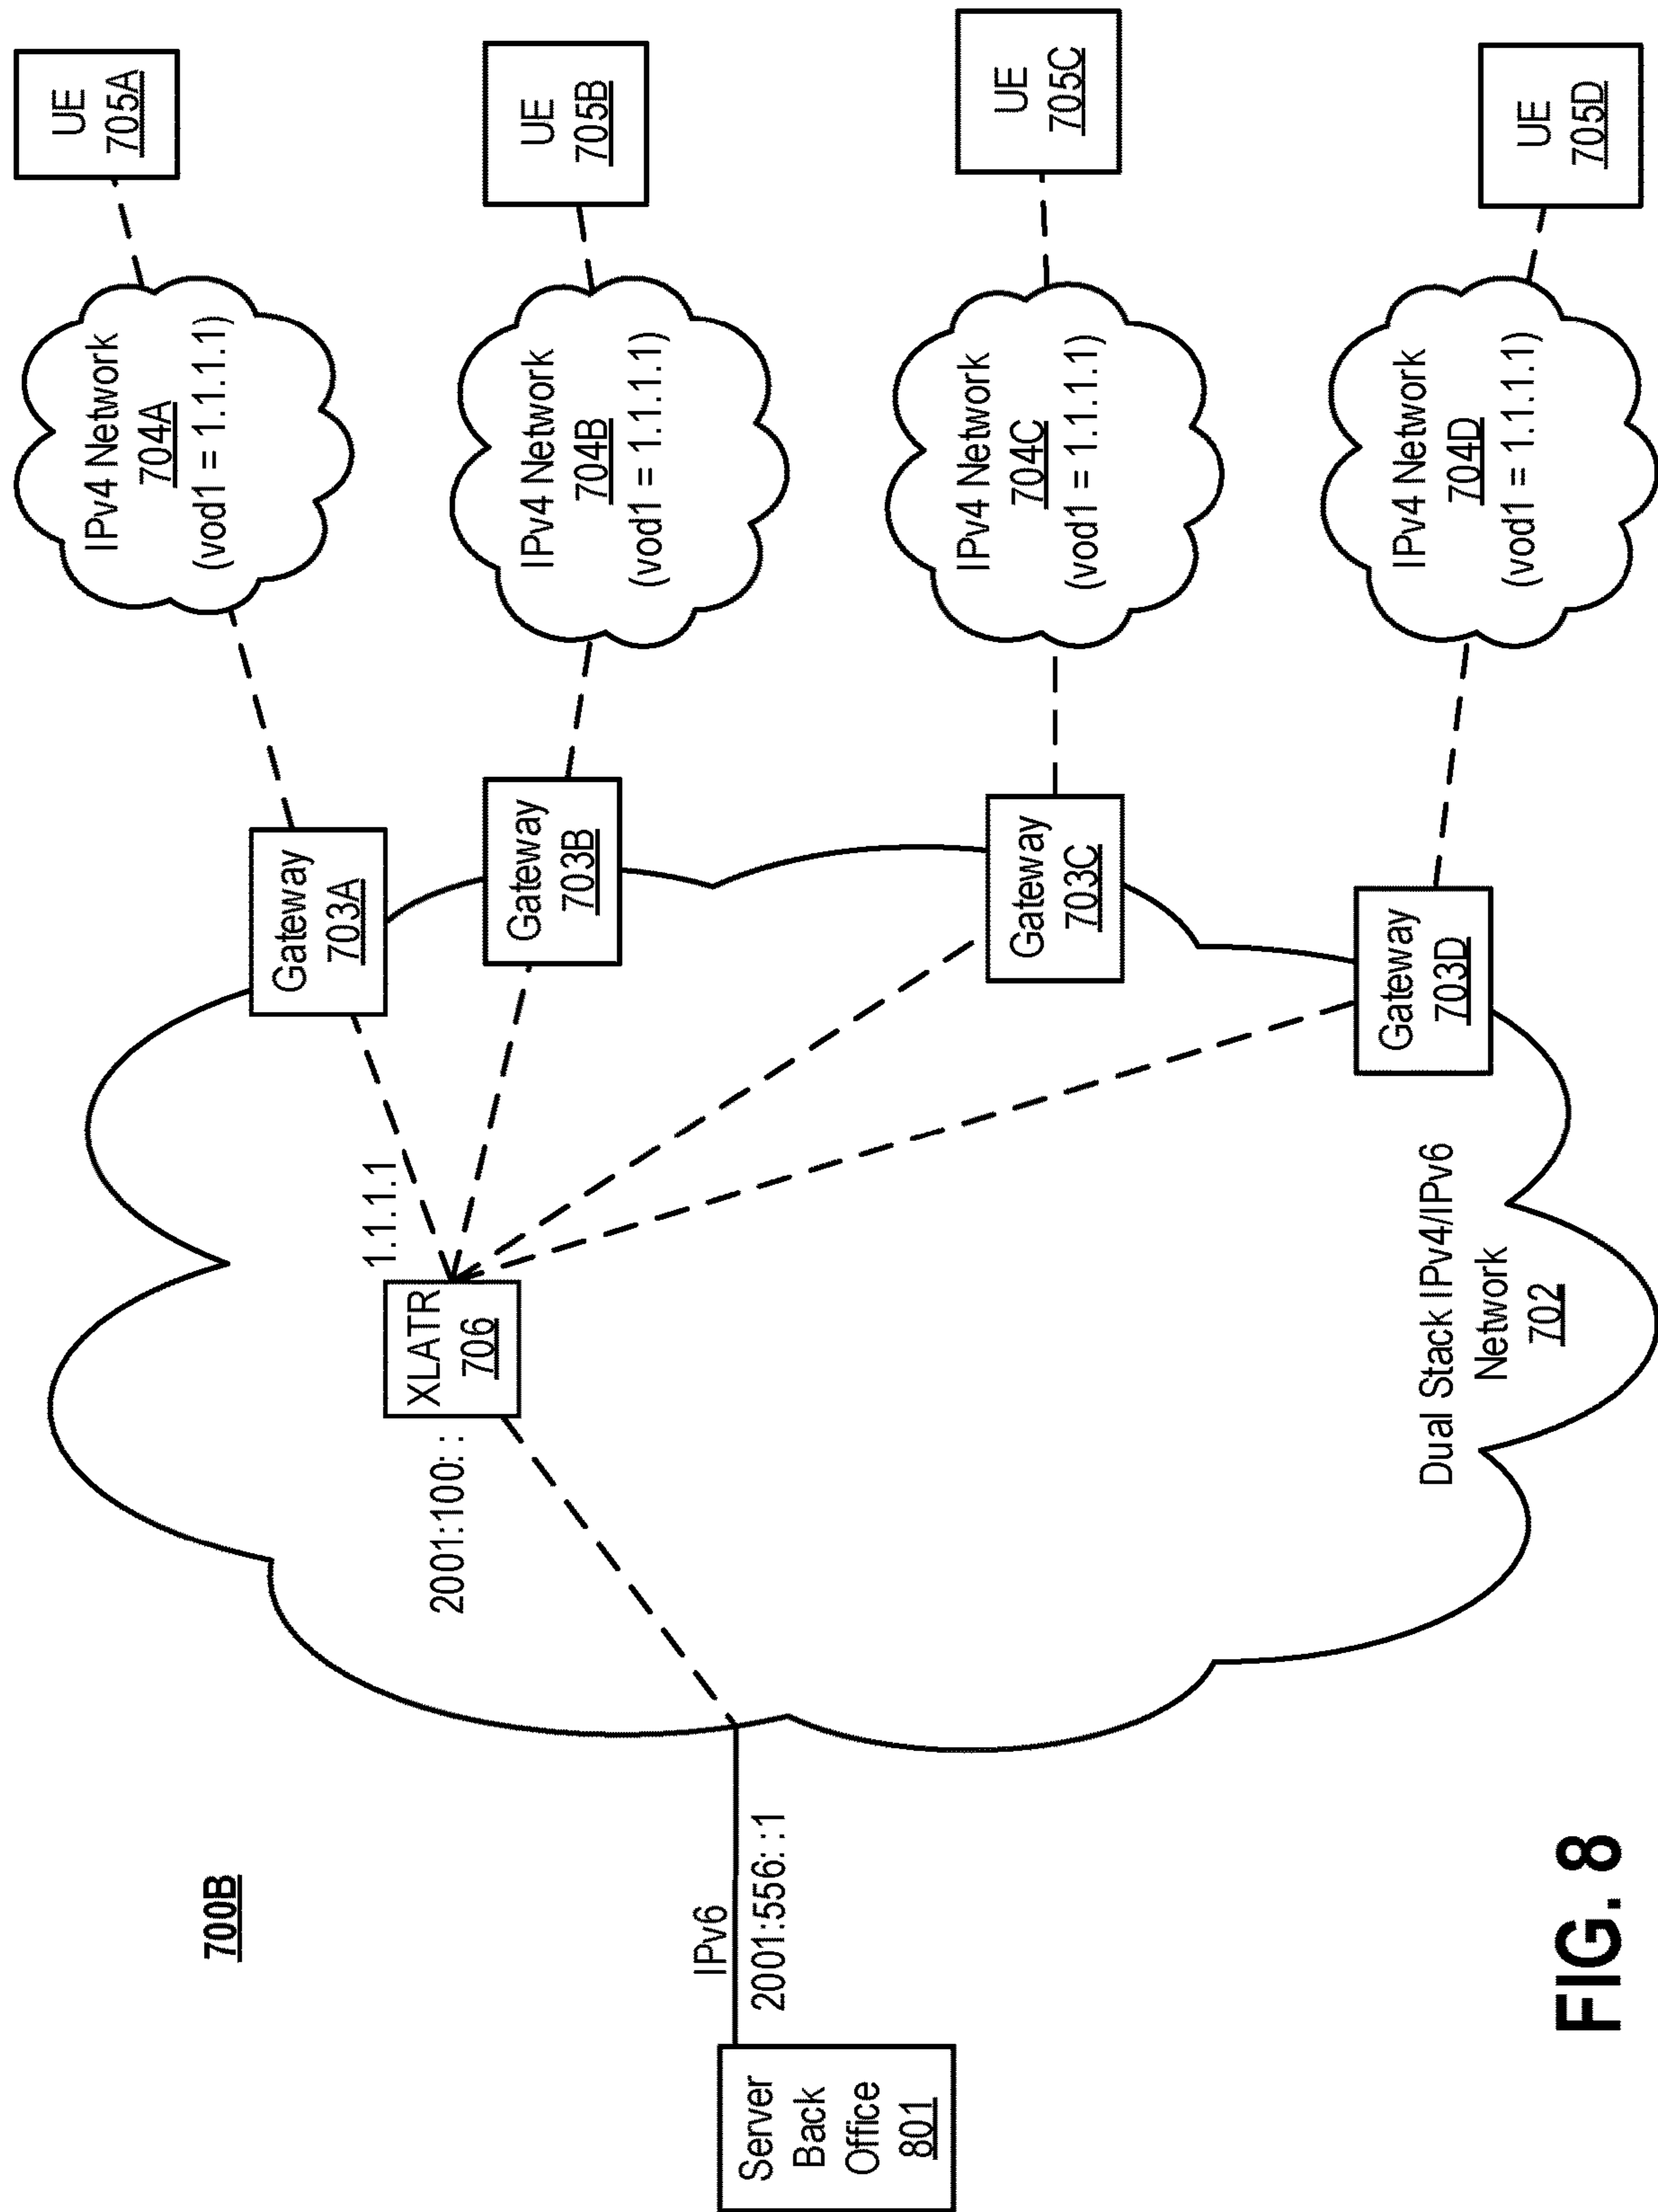 700B
Server
Back
Office
801
IPv6
2001:556: :1
2001:100: :
XLATR
706
1.1.1.1
Dual Stack IPv4/IPv6
Network
702
Gateway
703A
Gateway
703B
Gateway
703C
Gateway
703D
IPv4 Network
704A
(vod1 = 1.1.1.1)
IPv4 Network
704B
(vod1 = 1.1.1.1)
IPv4 Network
704C
(vod1 = 1.1.1.1)
IPv4 Network
704D
(vod1 = 1.1.1.1)
UE
705A
UE
705B
UE
705C
UE
705D
FIG. 8